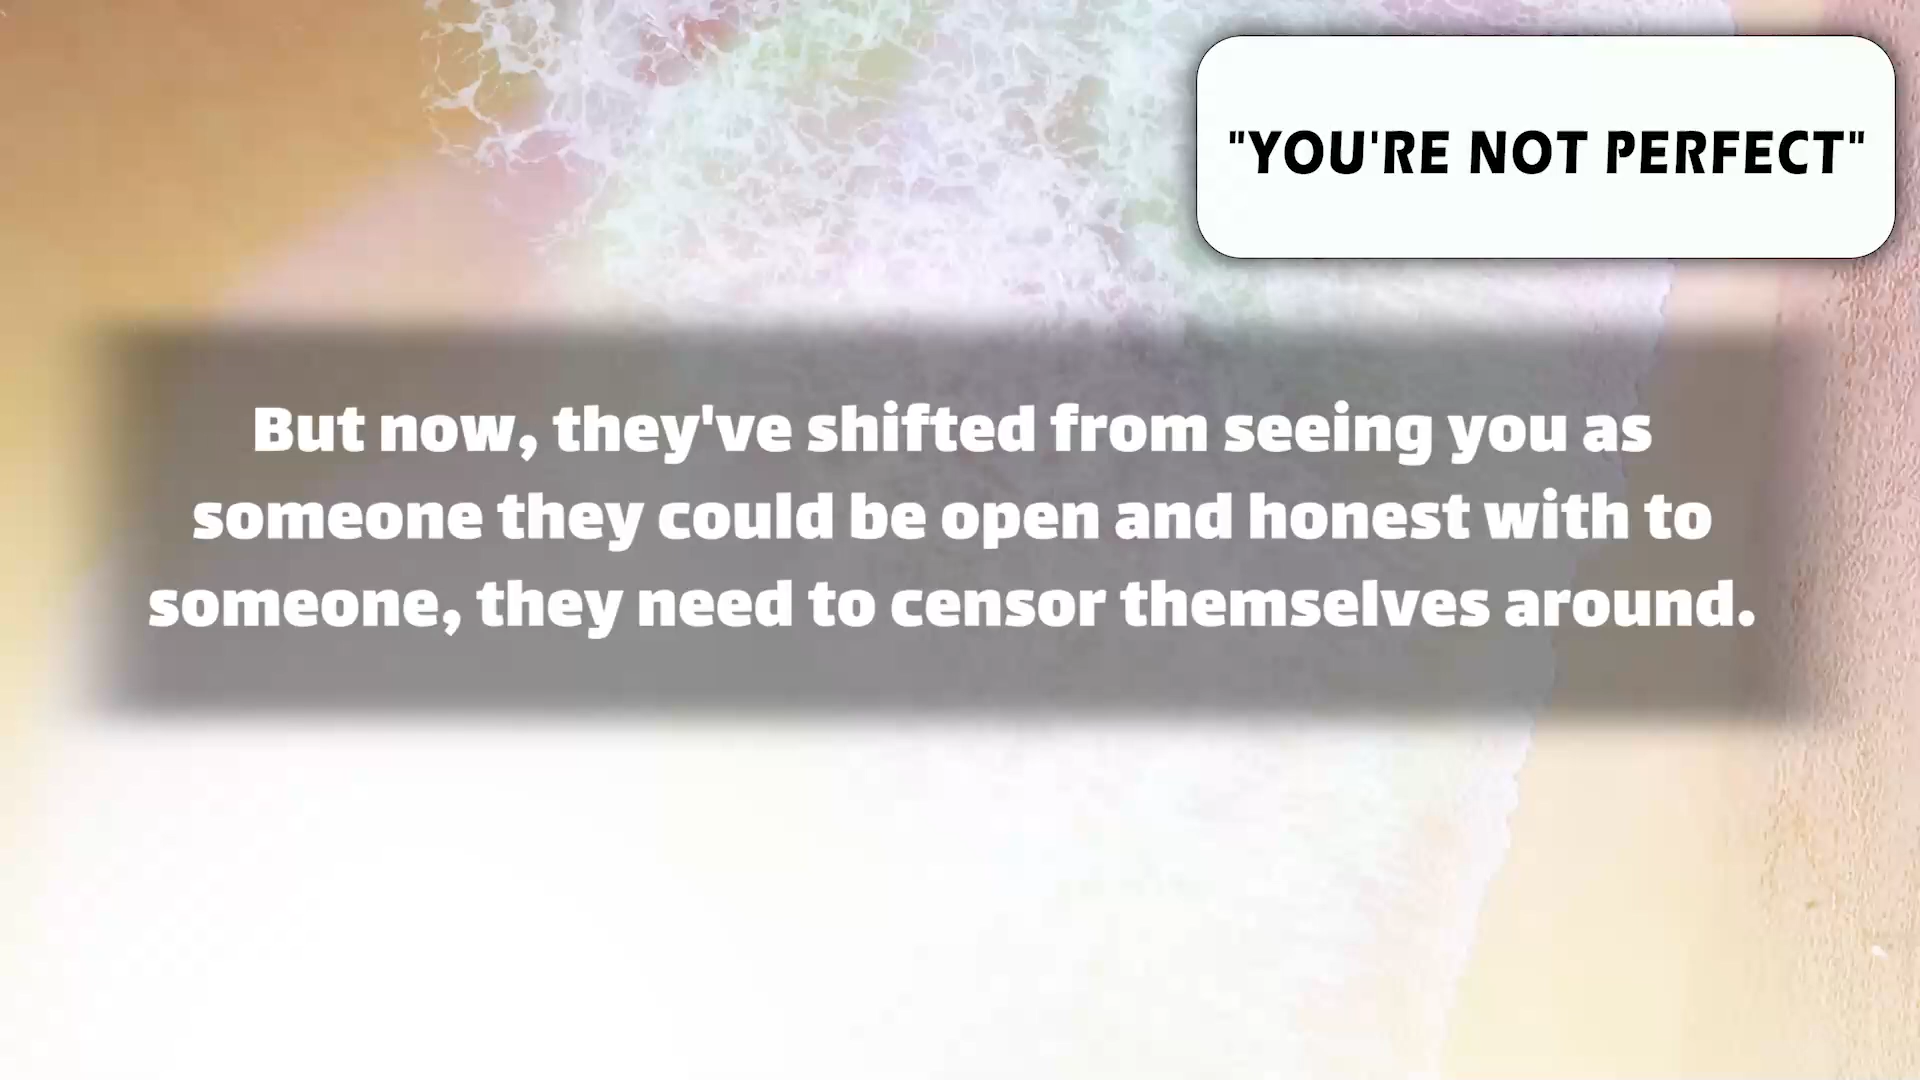 "YOU'RE NOT PERFECT"
But now, they've shifted from seeing you as
someone they could be open and honest with to
someone, they need to censor themselves around.